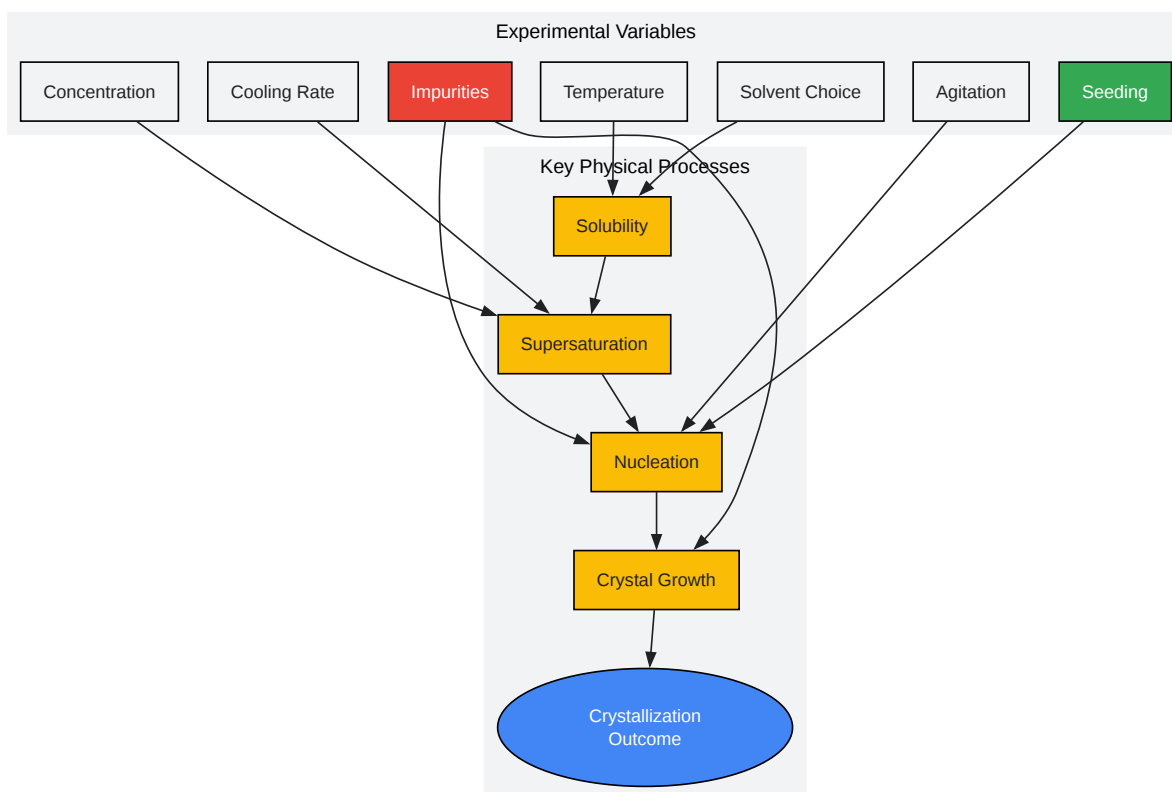 Experimental Variables
Concentration
Cooling Rate
Impurities
Temperature
Solvent Choice
Agitation
Seeding
Key Physical Processes
Solubility
Supersaturation
Nucleation
Crystal Growth
Crystallization
Outcome